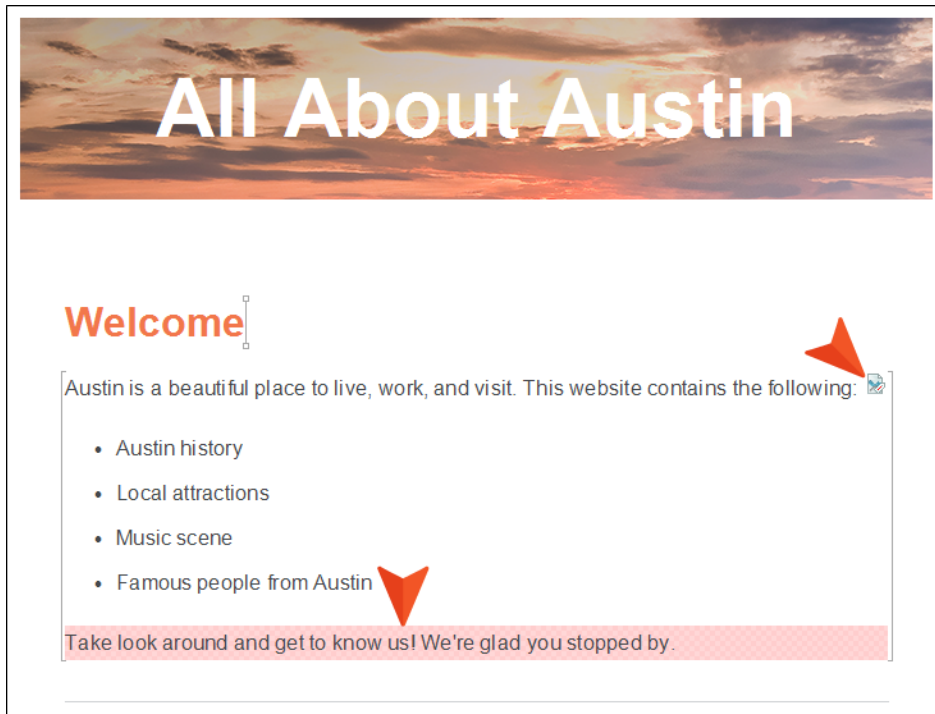 All About Austin
Welcome
Austin is a beautiful place to live, work, and visit. This website contains the following:
• Austin history
• Local attractions
• Music scene
• Famous people from Austin
Take look around and get to know us! We're glad you stopped by.